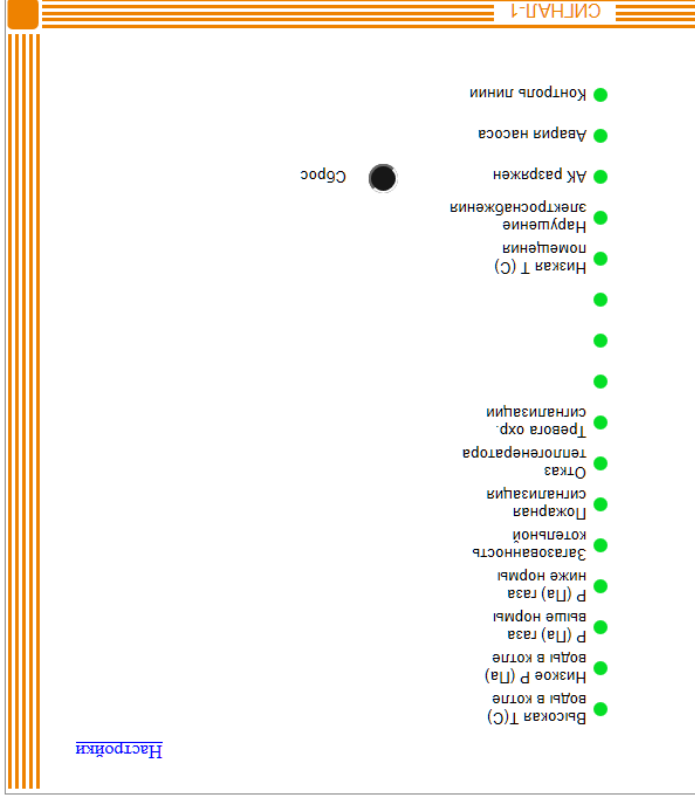 Настройки
Высокая Т(С)
воды в котле
Низкое Р (Па)
воды в котле
Р (Па) газа
выше нормы
Р (Па) газа
ниже нормы
Загазованность
котельной
Пожарная
сигнализация
Отказ
теплогенератора
Тревога охр.
сигнализации
Низкая Т (С)
помещения
Нарушение
электроснабжения
АК разряжен
Сброс
Авария насоса
Контроль линии
СИГНАЛ-1